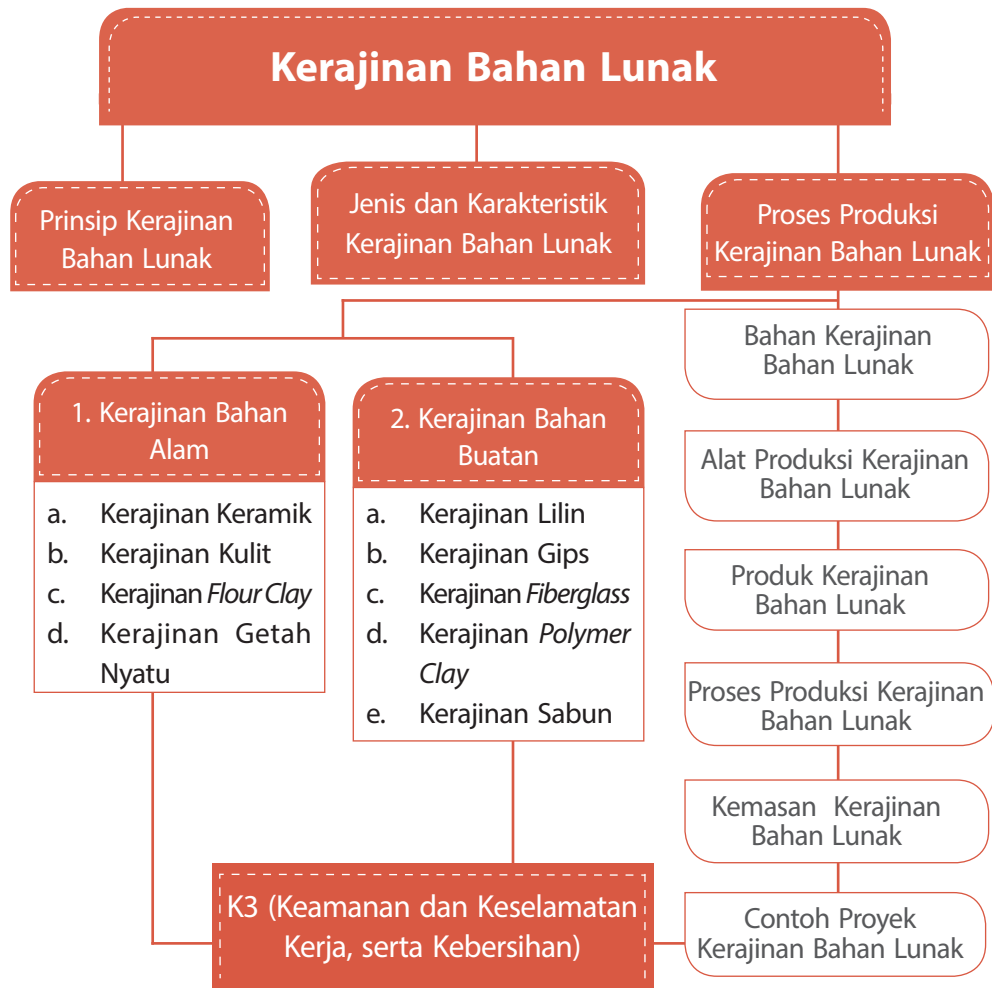 Kerajinan Bahan Lunak
Prinsip Kerajinan
Bahan Lunak
Jenis dan Karakteristik
Kerajinan Bahan Lunak
Proses Produksi
Kerajinan Bahan Lunak
1. Kerajinan Bahan
Alam
a. Kerajinan Keramik
b. Kerajinan Kulit
c. Kerajinan Flour Clay
d. Kerajinan Getah
Nyatu
2. Kerajinan Bahan
Buatan
a. Kerajinan Lilin
b. Kerajinan Gips
c. Kerajinan Fiberglass
d. Kerajinan Polymer
Clay
e. Kerajinan Sabun
Bahan Kerajinan
Bahan Lunak
Alat Produksi Kerajinan
Bahan Lunak
Produk Kerajinan
Bahan Lunak
Proses Produksi Kerajinan
Bahan Lunak
Kemasan Kerajinan
Bahan Lunak
Contoh Proyek
Kerajinan Bahan Lunak
K3 (Keamanan dan Keselamatan
Kerja, serta Kebersihan)